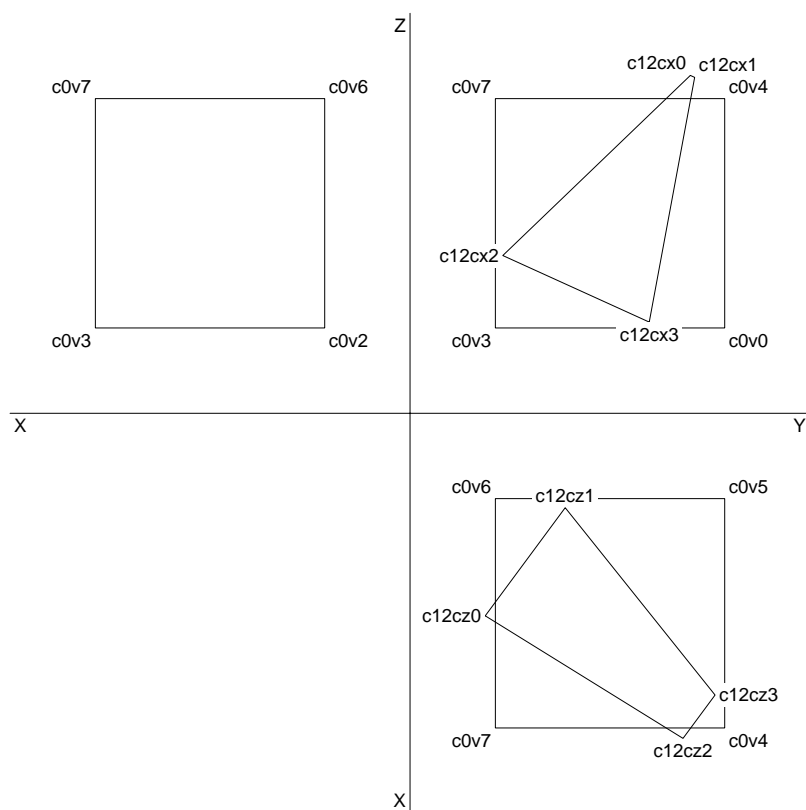 Z
c12cx0 c12cx1
c0v7 c0v6 c0v7 c0v4
c12cx2
c0v3 c0v2 c0v3 c12cx3 c0v0
X Y
c0v6 c12cz1 c0v5
c12cz0
c12cz3
c0v7 c12cz2 c0v4
X